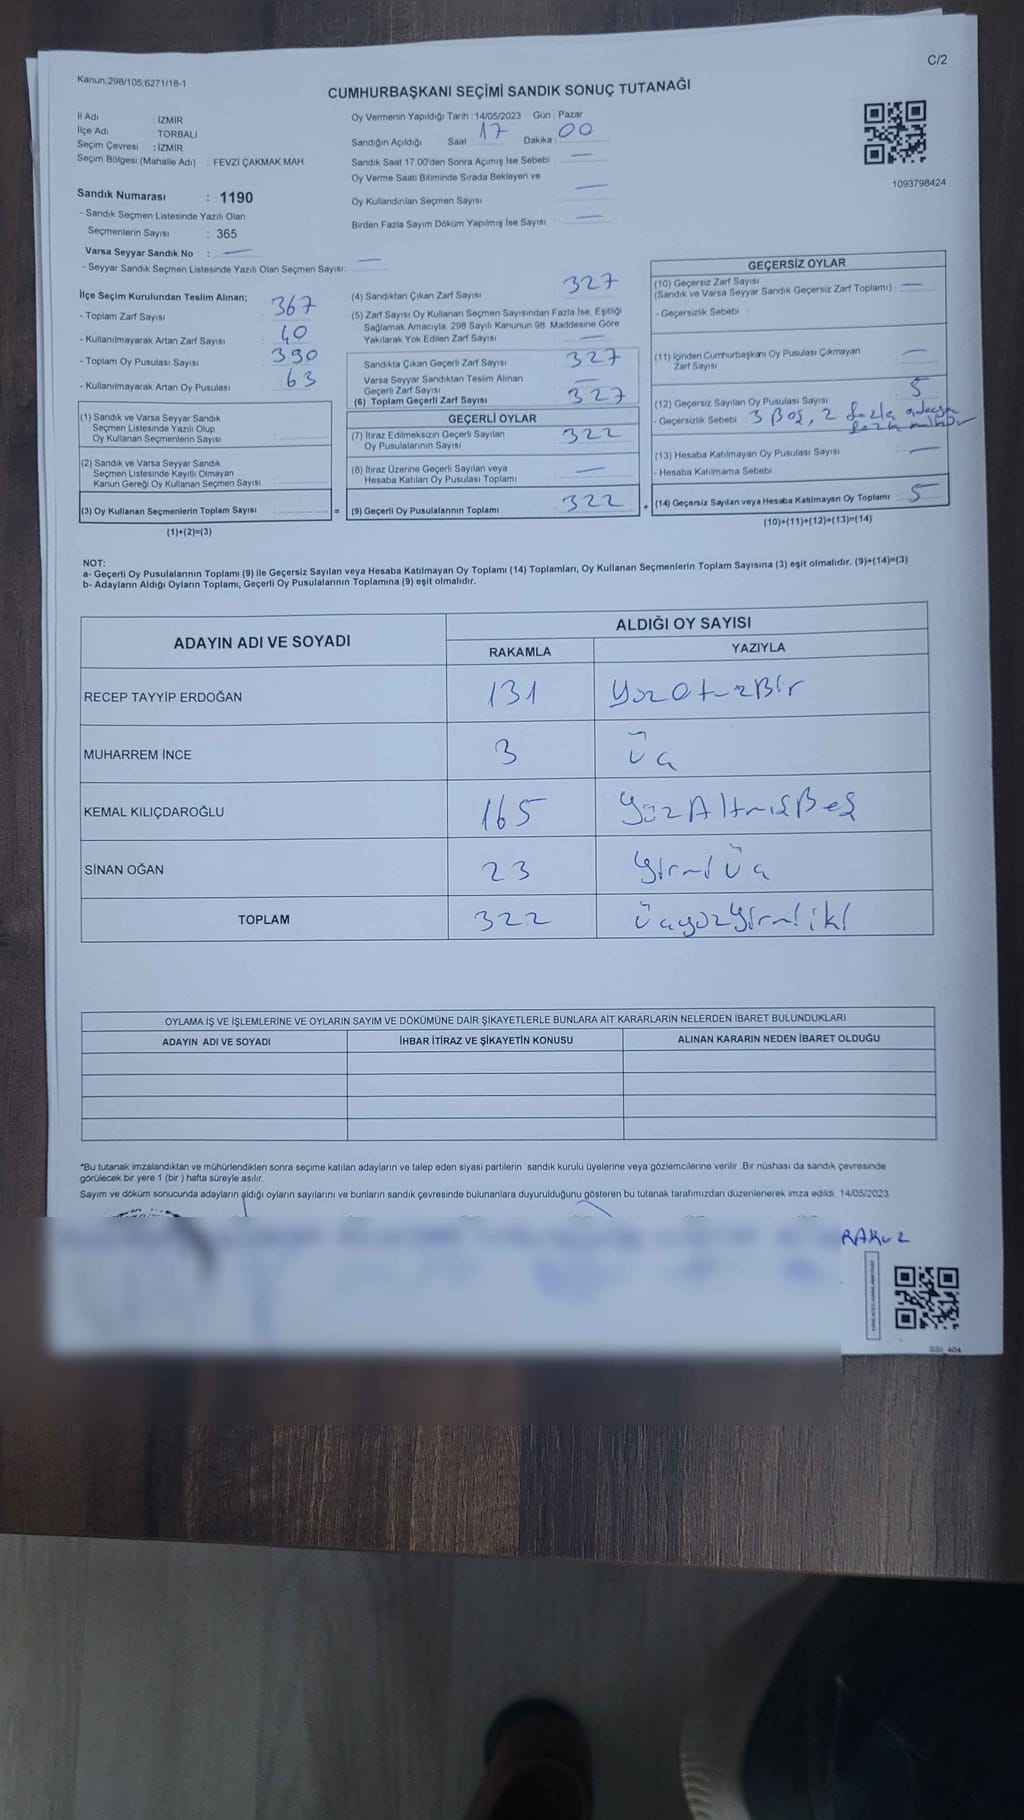 C/2
Kanun:298/105;6271/18-1
CUMHURBAŞKANI SEÇİMİ SANDIK SONUÇ TUTANAĞI
İl Adı : İZMİR
İlçe Adı : TORBALI
Seçim Çevresi : İZMİR
Seçim Bölgesi (Mahalle Adı) : FEVZİ ÇAKMAK MAH.
Oy Vermenin Yapıldığı Tarih : 14/05/2023 Gün : Pazar
Sandığın Açıldığı Saat : 17 Dakika : 00
Sandık Saat 17.00'den Sonra Açımış İse Sebebi : —
Oy Verme Saati Bitiminde Sırada Bekleyen ve
Oy Kullandırılan Seçmen Sayısı : —
Birden Fazla Sayım Döküm Yapılmış İse Sayısı : —
1093798424
Sandık Numarası : 1190
- Sandık Seçmen Listesinde Yazılı Olan
Seçmenlerin Sayısı : 365
Varsa Seyyar Sandık No : —
- Seyyar Sandık Seçmen Listesinde Yazılı Olan Seçmen Sayısı: —
İlçe Seçim Kurulundan Teslim Alınan;
- Toplam Zarf Sayısı : 367
- Kullanılmayarak Artan Zarf Sayısı : 40
- Toplam Oy Pusulası Sayısı : 390
- Kullanılmayarak Artan Oy Pusulası : 63
(1) Sandık ve Varsa Seyyar Sandık
Seçmen Listesinde Yazılı Olup
Oy Kullanan Seçmenlerin Sayısı :
(2) Sandık ve Varsa Seyyar Sandık
Seçmen Listesinde Kayıtlı Olmayan
Kanun Gereği Oy Kullanan Seçmen Sayısı :
(3) Oy Kullanan Seçmenlerin Toplam Sayısı : =
(1)+(2)=(3)
(4) Sandıktan Çıkan Zarf Sayısı : 327
(5) Zarf Sayısı Oy Kullanan Seçmen Sayısından Fazla İse, Eşitliği
Sağlamak Amacıyla, 298 Sayılı Kanunun 98. Maddesine Göre
Yakılarak Yok Edilen Zarf Sayısı : —
Sandıkta Çıkan Geçerli Zarf Sayısı : 327
Varsa Seyyar Sandıktan Teslim Alınan
Geçerli Zarf Sayısı : —
(6) Toplam Geçerli Zarf Sayısı : 327
GEÇERLİ OYLAR
(7) İtiraz Edilmeksizin Geçerli Sayılan
Oy Pusulalarının Sayısı : 322
(8) İtiraz Üzerine Geçerli Sayılan veya
Hesaba Katılan Oy Pusulası Toplamı : —
(9) Geçerli Oy Pusulalarının Toplamı : 322 +
GEÇERSİZ OYLAR
(10) Geçersiz Zarf Sayısı
(Sandık ve Varsa Seyyar Sandık Geçersiz Zarf Toplamı) : —
- Geçersizlik Sebebi :
(11) İçinden Cumhurbaşkanı Oy Pusulası Çıkmayan
Zarf Sayısı : —
(12) Geçersiz Sayılan Oy Pusulası Sayısı : 5
- Geçersizlik Sebebi : 3 Boş, 2 fazla adaya
fazla mühür
(13) Hesaba Katılmayan Oy Pusulası Sayısı : —
- Hesaba Katılmama Sebebi :
(14) Geçersiz Sayılan veya Hesaba Katılmayan Oy Toplamı : 5
(10)+(11)+(12)+(13)=(14)
NOT:
a- Geçerli Oy Pusulalarının Toplamı (9) ile Geçersiz Sayılan veya Hesaba Katılmayan Oy Toplamı (14) Toplamları, Oy Kullanan Seçmenlerin Toplam Sayısına (3) eşit olmalıdır. (9)+(14)=(3)
b- Adayların Aldığı Oyların Toplamı, Geçerli Oy Pusulalarının Toplamına (9) eşit olmalıdır.
ADAYIN ADI VE SOYADI
ALDIĞI OY SAYISI
RAKAMLA YAZIYLA
RECEP TAYYİP ERDOĞAN 131 YüzOtuzBir
MUHARREM İNCE 3 Üç
KEMAL KILIÇDAROĞLU 165 YüzAltmışBeş
SİNAN OĞAN 23 YirmiÜç
TOPLAM 322 Üçyüzyirmiiki
OYLAMA İŞ VE İŞLEMLERİNE VE OYLARIN SAYIM VE DÖKÜMÜNE DAİR ŞİKAYETLERLE BUNLARA AİT KARARLARIN NELERDEN İBARET BULUNDUKLARI
ADAYIN ADI VE SOYADI İHBAR İTİRAZ VE ŞİKAYETİN KONUSU ALINAN KARARIN NEDEN İBARET OLDUĞU
*Bu tutanak imzalandıktan ve mühürlendikten sonra seçime katılan adayların ve talep eden siyasi partilerin sandık kurulu üyelerine veya gözlemcilerine verilir .Bir nüshası da sandık çevresinde
görülecek bir yere 1 (bir ) hafta süreyle asılır.
Sayım ve döküm sonucunda adayların aldığı oyların sayılarını ve bunların sandık çevresinde bulunanlara duyurulduğunu gösteren bu tutanak tarafımızdan düzenlenerek imza edildi. 14/05/2023
SSI_404